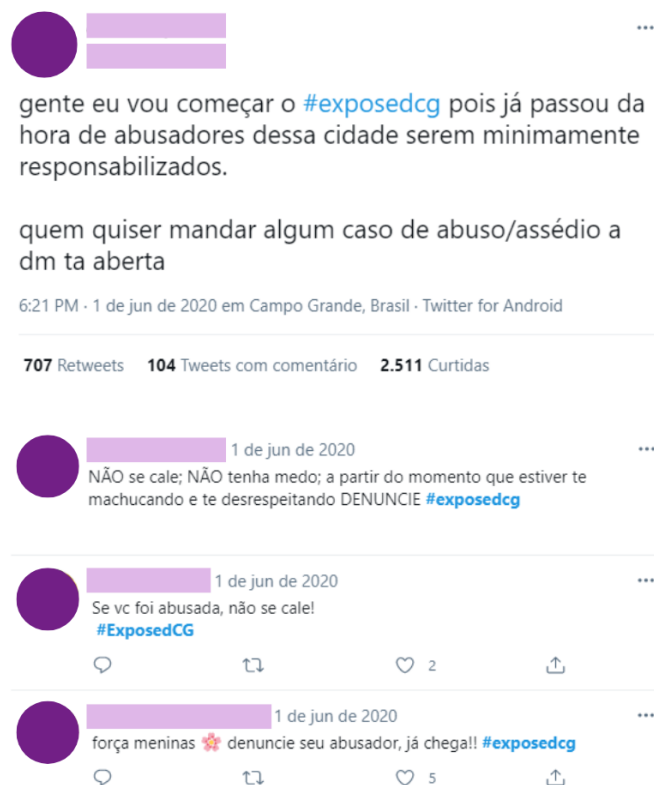 gente eu vou começar o #exposedcg pois já passou da
hora de abusadores dessa cidade serem minimamente
responsabilizados.
quem quiser mandar algum caso de abuso/assédio a
dm ta aberta
6:21 PM · 1 de jun de 2020 em Campo Grande, Brasil · Twitter for Android
707 Retweets 104 Tweets com comentário 2.511 Curtidas
1 de jun de 2020
NÃO se cale; NÃO tenha medo; a partir do momento que estiver te
machucando e te desrespeitando DENUNCIE #exposedcg
1 de jun de 2020
Se vc foi abusada, não se cale!
#ExposedCG
2
1 de jun de 2020
força meninas 🌸 denuncie seu abusador, já chega!! #exposedcg
5